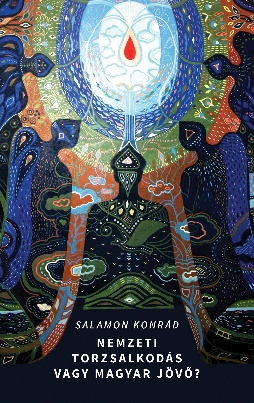 SALAMON KONRÁD
NEMZETI
TORZSALKODÁS
VAGY MAGYAR JÖVŐ?